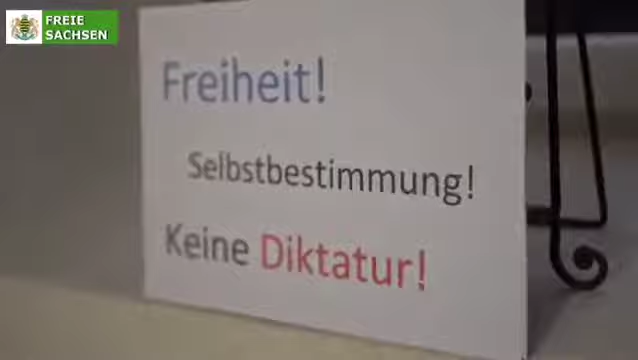 FREIE
SACHSEN
Freiheit!
Selbstbestimmung!
Keine Diktatur!